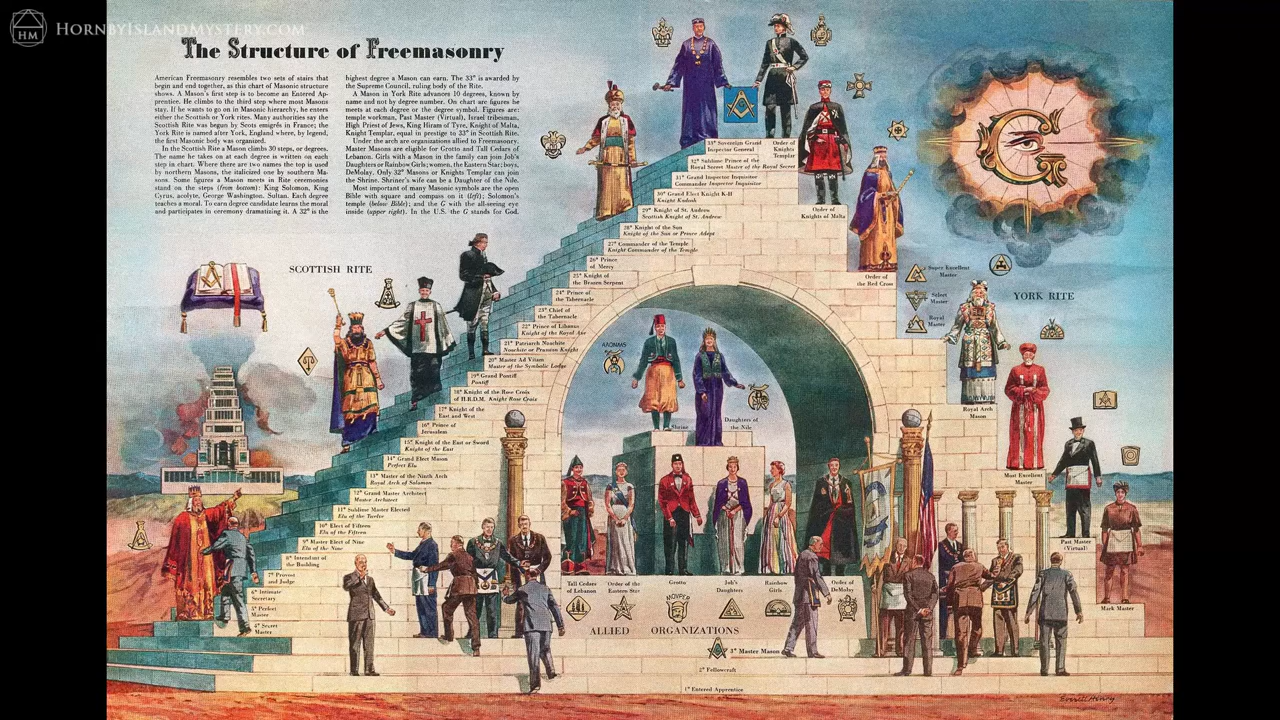 HORNBYISLANDMYSTERY.COM
HM
The Structure of Freemasonry
American Freemasonry resembles two sets of stairs that
begin and end together, as this chart of Masonic structure
shows. A Mason's first step is to become an Entered Ap-
prentice. He climbs to the third step where most Masons
stay. If he wants to go on in Masonic hierarchy, he enters
either the Scottish or York rites. Many authorities say the
Scottish Rite was begun by Scots emigrés in France; the
York Rite is named after York, England where, by legend,
the first Masonic body was organized.
In the Scottish Rite a Mason climbs 30 steps, or degrees.
The name he takes on at each degree is written on each
step in chart. Where there are two names the top is used
by northern Masons, the italicized one by southern Ma-
sons. Some figures a Mason meets in Rite ceremonies
stand on the steps (from bottom): King Solomon, King
Cyrus, acolyte, George Washington, Sultan. Each degree
teaches a moral. To earn degree candidate learns the moral
and participates in ceremony dramatizing it. A 32° is the
highest degree a Mason can earn. The 33° is awarded by
the Supreme Council, ruling body of the Rite.
A Mason in York Rite advances 10 degrees, known by
name and not by degree number. On chart are figures he
meets at each degree or the degree symbol. Figures are:
temple workman, Past Master (Virtual), Israel tribesman,
High Priest of Jews, King Hiram of Tyre, Knight of Malta,
Knight Templar, equal in prestige to 33° in Scottish Rite.
Under the arch are organizations allied to Freemasonry.
Master Masons are eligible for Grotto and Tall Cedars of
Lebanon. Girls with a Mason in the family can join Job's
Daughters or Rainbow Girls; women, the Eastern Star; boys,
DeMolay. Only 32° Masons or Knights Templar can join
the Shrine. Shriner's wife can be a Daughter of the Nile.
Most important of many Masonic symbols are the open
Bible with square and compass on it (left); Solomon's
temple (below Bible); and the G with the all-seeing eye
inside (upper right). In the U.S. the G stands for God.
G
SCOTTISH RITE
YORK RITE
33° Sovereign Grand
Inspector General
32° Sublime Prince of the
Royal Secret Master of the Royal Secret
31° Grand Inspector Inquisitor
Commander Inspector Inquisitor
30° Grand Elect Knight K-H
Knight Kadosh
29° Knight of St. Andrew
Scottish Knight of St. Andrew
28° Knight of the Sun
Knight of the Sun or Prince Adept
27° Commander of the Temple
Knight Commander of the Temple
26° Prince
of Mercy
25° Knight of
the Brazen Serpent
24° Prince of
the Tabernacle
23° Chief of
the Tabernacle
22° Prince of Libanus
Knight of the Royal Axe
21° Patriarch Noachite
Noachite or Prussian Knight
20° Master Ad Vitam
Master of the Symbolic Lodge
19° Grand Pontiff
Pontiff
18° Knight of the Rose Croix
of H.R.D.M. Knight Rose Croix
17° Knight of the
East and West
16° Prince of
Jerusalem
15° Knight of the East or Sword
Knight of the East
14° Grand Elect Mason
Perfect Elu
13° Master of the Ninth Arch
Royal Arch of Solomon
12° Grand Master Architect
Master Architect
11° Sublime Master Elected
Elu of the Twelve
10° Elect of Fifteen
Elu of the Fifteen
9° Master Elect of Nine
Elu of the Nine
8° Intendant of
the Building
7° Provost
and Judge
6° Intimate
Secretary
5° Perfect
Master
4° Secret
Master
Order of
Knights
Templar
Order of
Knights of Malta
Order of
the Red Cross
Super Excellent
Master
Select
Master
Royal
Master
Royal Arch
Mason
Most Excellent
Master
Past Master
(Virtual)
Mark Master
Shrine
Daughters of
the Nile
Tall Cedars
of Lebanon
Order of the
Eastern Star
Grotto
Job's
Daughters
Rainbow
Girls
Order of
DeMolay
MOVPER
ALLIED ORGANIZATIONS
3° Master Mason
2° Fellowcraft
1° Entered Apprentice
Everett Henry